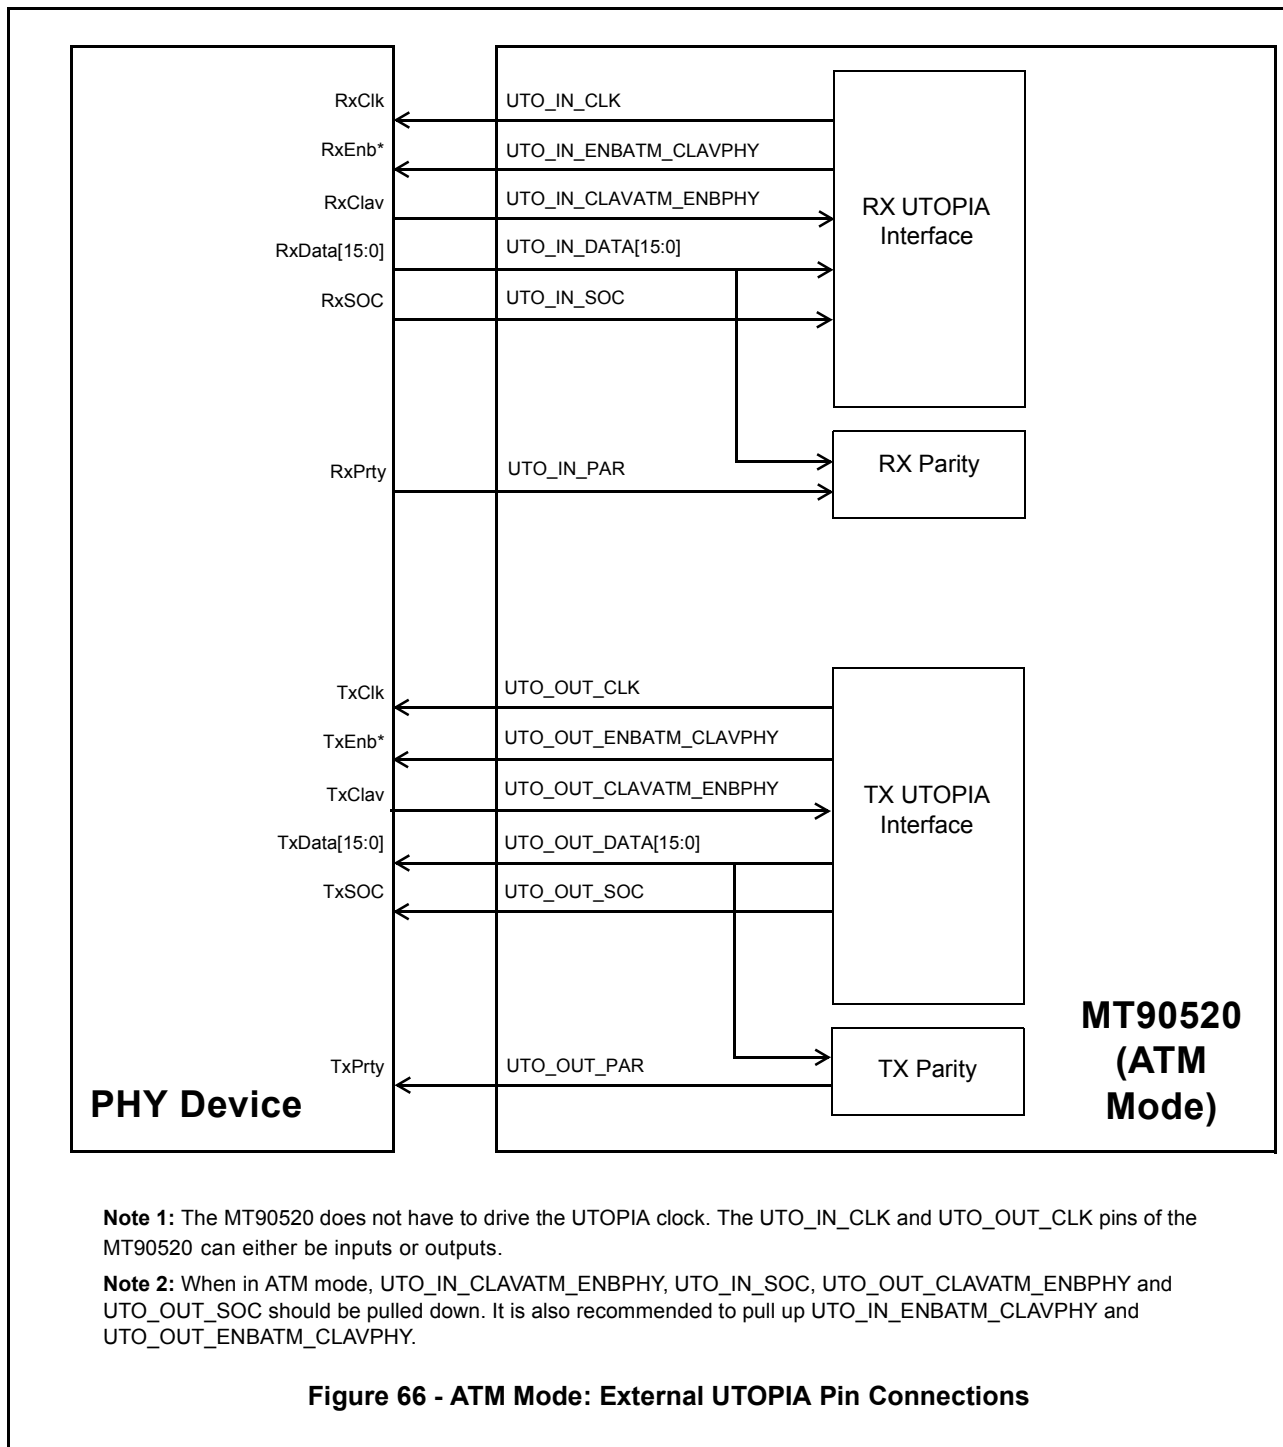 RxClk UTO_IN_CLK
RxEnb* UTO_IN_ENBATM_CLAVPHY
RxClav UTO_IN_CLAVATM_ENBPHY
RX UTOPIA
Interface
RxData[15:0] UTO_IN_DATA[15:0]
RxSOC UTO_IN_SOC
RxPrty UTO_IN_PAR
RX Parity
TxClk UTO_OUT_CLK
TxEnb* UTO_OUT_ENBATM_CLAVPHY
TxClav UTO_OUT_CLAVATM_ENBPHY
TX UTOPIA
Interface
TxData[15:0] UTO_OUT_DATA[15:0]
TxSOC UTO_OUT_SOC
TxPrty UTO_OUT_PAR
TX Parity
PHY Device
MT90520
(ATM
Mode)
Note 1: The MT90520 does not have to drive the UTOPIA clock. The UTO_IN_CLK and UTO_OUT_CLK pins of the
MT90520 can either be inputs or outputs.
Note 2: When in ATM mode, UTO_IN_CLAVATM_ENBPHY, UTO_IN_SOC, UTO_OUT_CLAVATM_ENBPHY and
UTO_OUT_SOC should be pulled down. It is also recommended to pull up UTO_IN_ENBATM_CLAVPHY and
UTO_OUT_ENBATM_CLAVPHY.
Figure 66 - ATM Mode: External UTOPIA Pin Connections